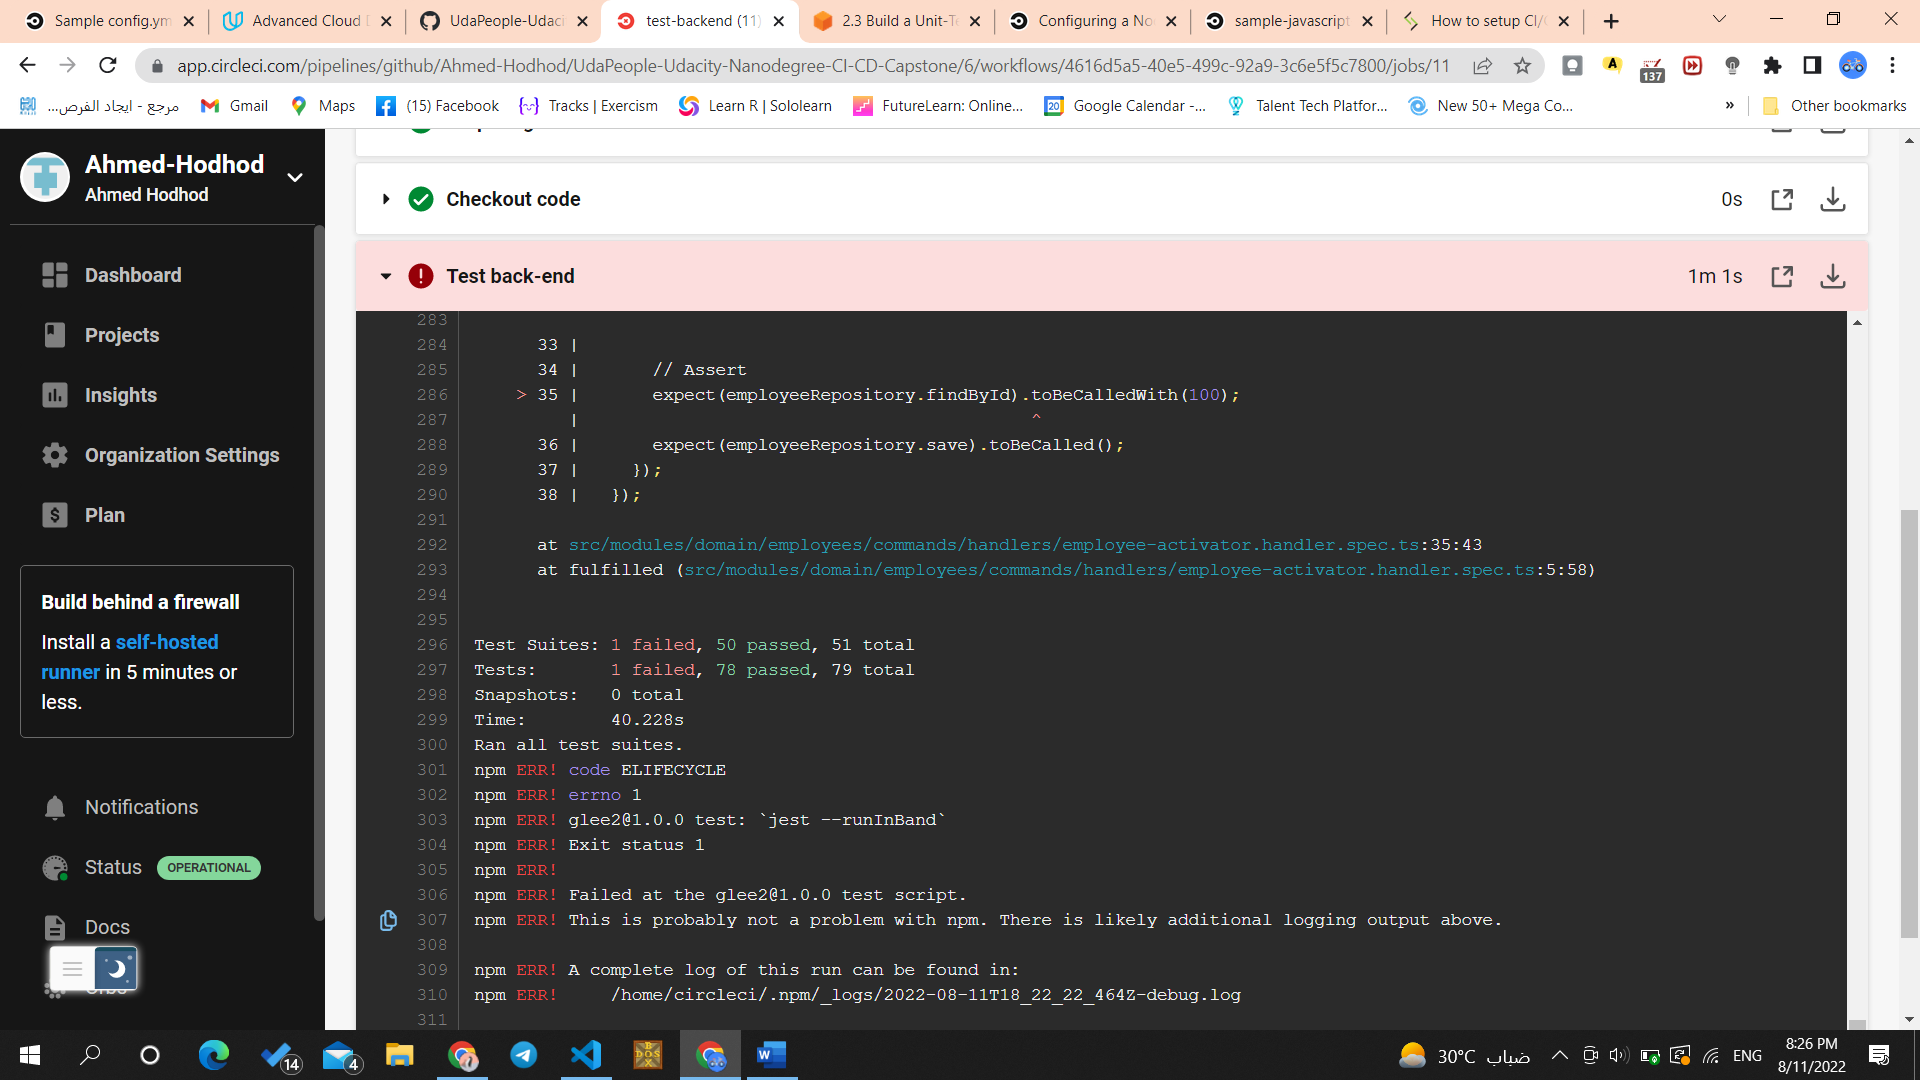 Sample config.ym
Advanced Cloud D
UdaPeople-Udaci
test-backend (11)
2.3 Build a Unit-Te
Configuring a No
sample-javascript
How to setup CI/C
app.circleci.com/pipelines/github/Ahmed-Hodhod/UdaPeople-Udacity-Nanodegree-CI-CD-Capstone/6/workflows/4616d5a5-40e5-499c-92a9-3c6e5f5c7800/jobs/11
137
مرجع - ايجاد الفرص...
Gmail
Maps
(15) Facebook
Tracks | Exercism
Learn R | Sololearn
FutureLearn: Online...
Google Calendar -...
Talent Tech Platfor...
New 50+ Mega Co...
»
Other bookmarks
Ahmed-Hodhod
Ahmed Hodhod
Dashboard
Projects
Insights
Organization Settings
Plan
Build behind a firewall
Install a self-hosted
runner in 5 minutes or
less.
Notifications
Status OPERATIONAL
Docs
Checkout code 0s
Test back-end 1m 1s
283
284 33 |
285 34 | // Assert
286 > 35 | expect(employeeRepository.findById).toBeCalledWith(100);
287 | ^
288 36 | expect(employeeRepository.save).toBeCalled();
289 37 | });
290 38 | });
291
292 at src/modules/domain/employees/commands/handlers/employee-activator.handler.spec.ts:35:43
293 at fulfilled (src/modules/domain/employees/commands/handlers/employee-activator.handler.spec.ts:5:58)
294
295
296 Test Suites: 1 failed, 50 passed, 51 total
297 Tests: 1 failed, 78 passed, 79 total
298 Snapshots: 0 total
299 Time: 40.228s
300 Ran all test suites.
301 npm ERR! code ELIFECYCLE
302 npm ERR! errno 1
303 npm ERR! glee2@1.0.0 test: `jest --runInBand`
304 npm ERR! Exit status 1
305 npm ERR!
306 npm ERR! Failed at the glee2@1.0.0 test script.
307 npm ERR! This is probably not a problem with npm. There is likely additional logging output above.
308
309 npm ERR! A complete log of this run can be found in:
310 npm ERR! /home/circleci/.npm/_logs/2022-08-11T18_22_22_464Z-debug.log
311
14
4
30°C ضباب
ENG
8:26 PM
8/11/2022